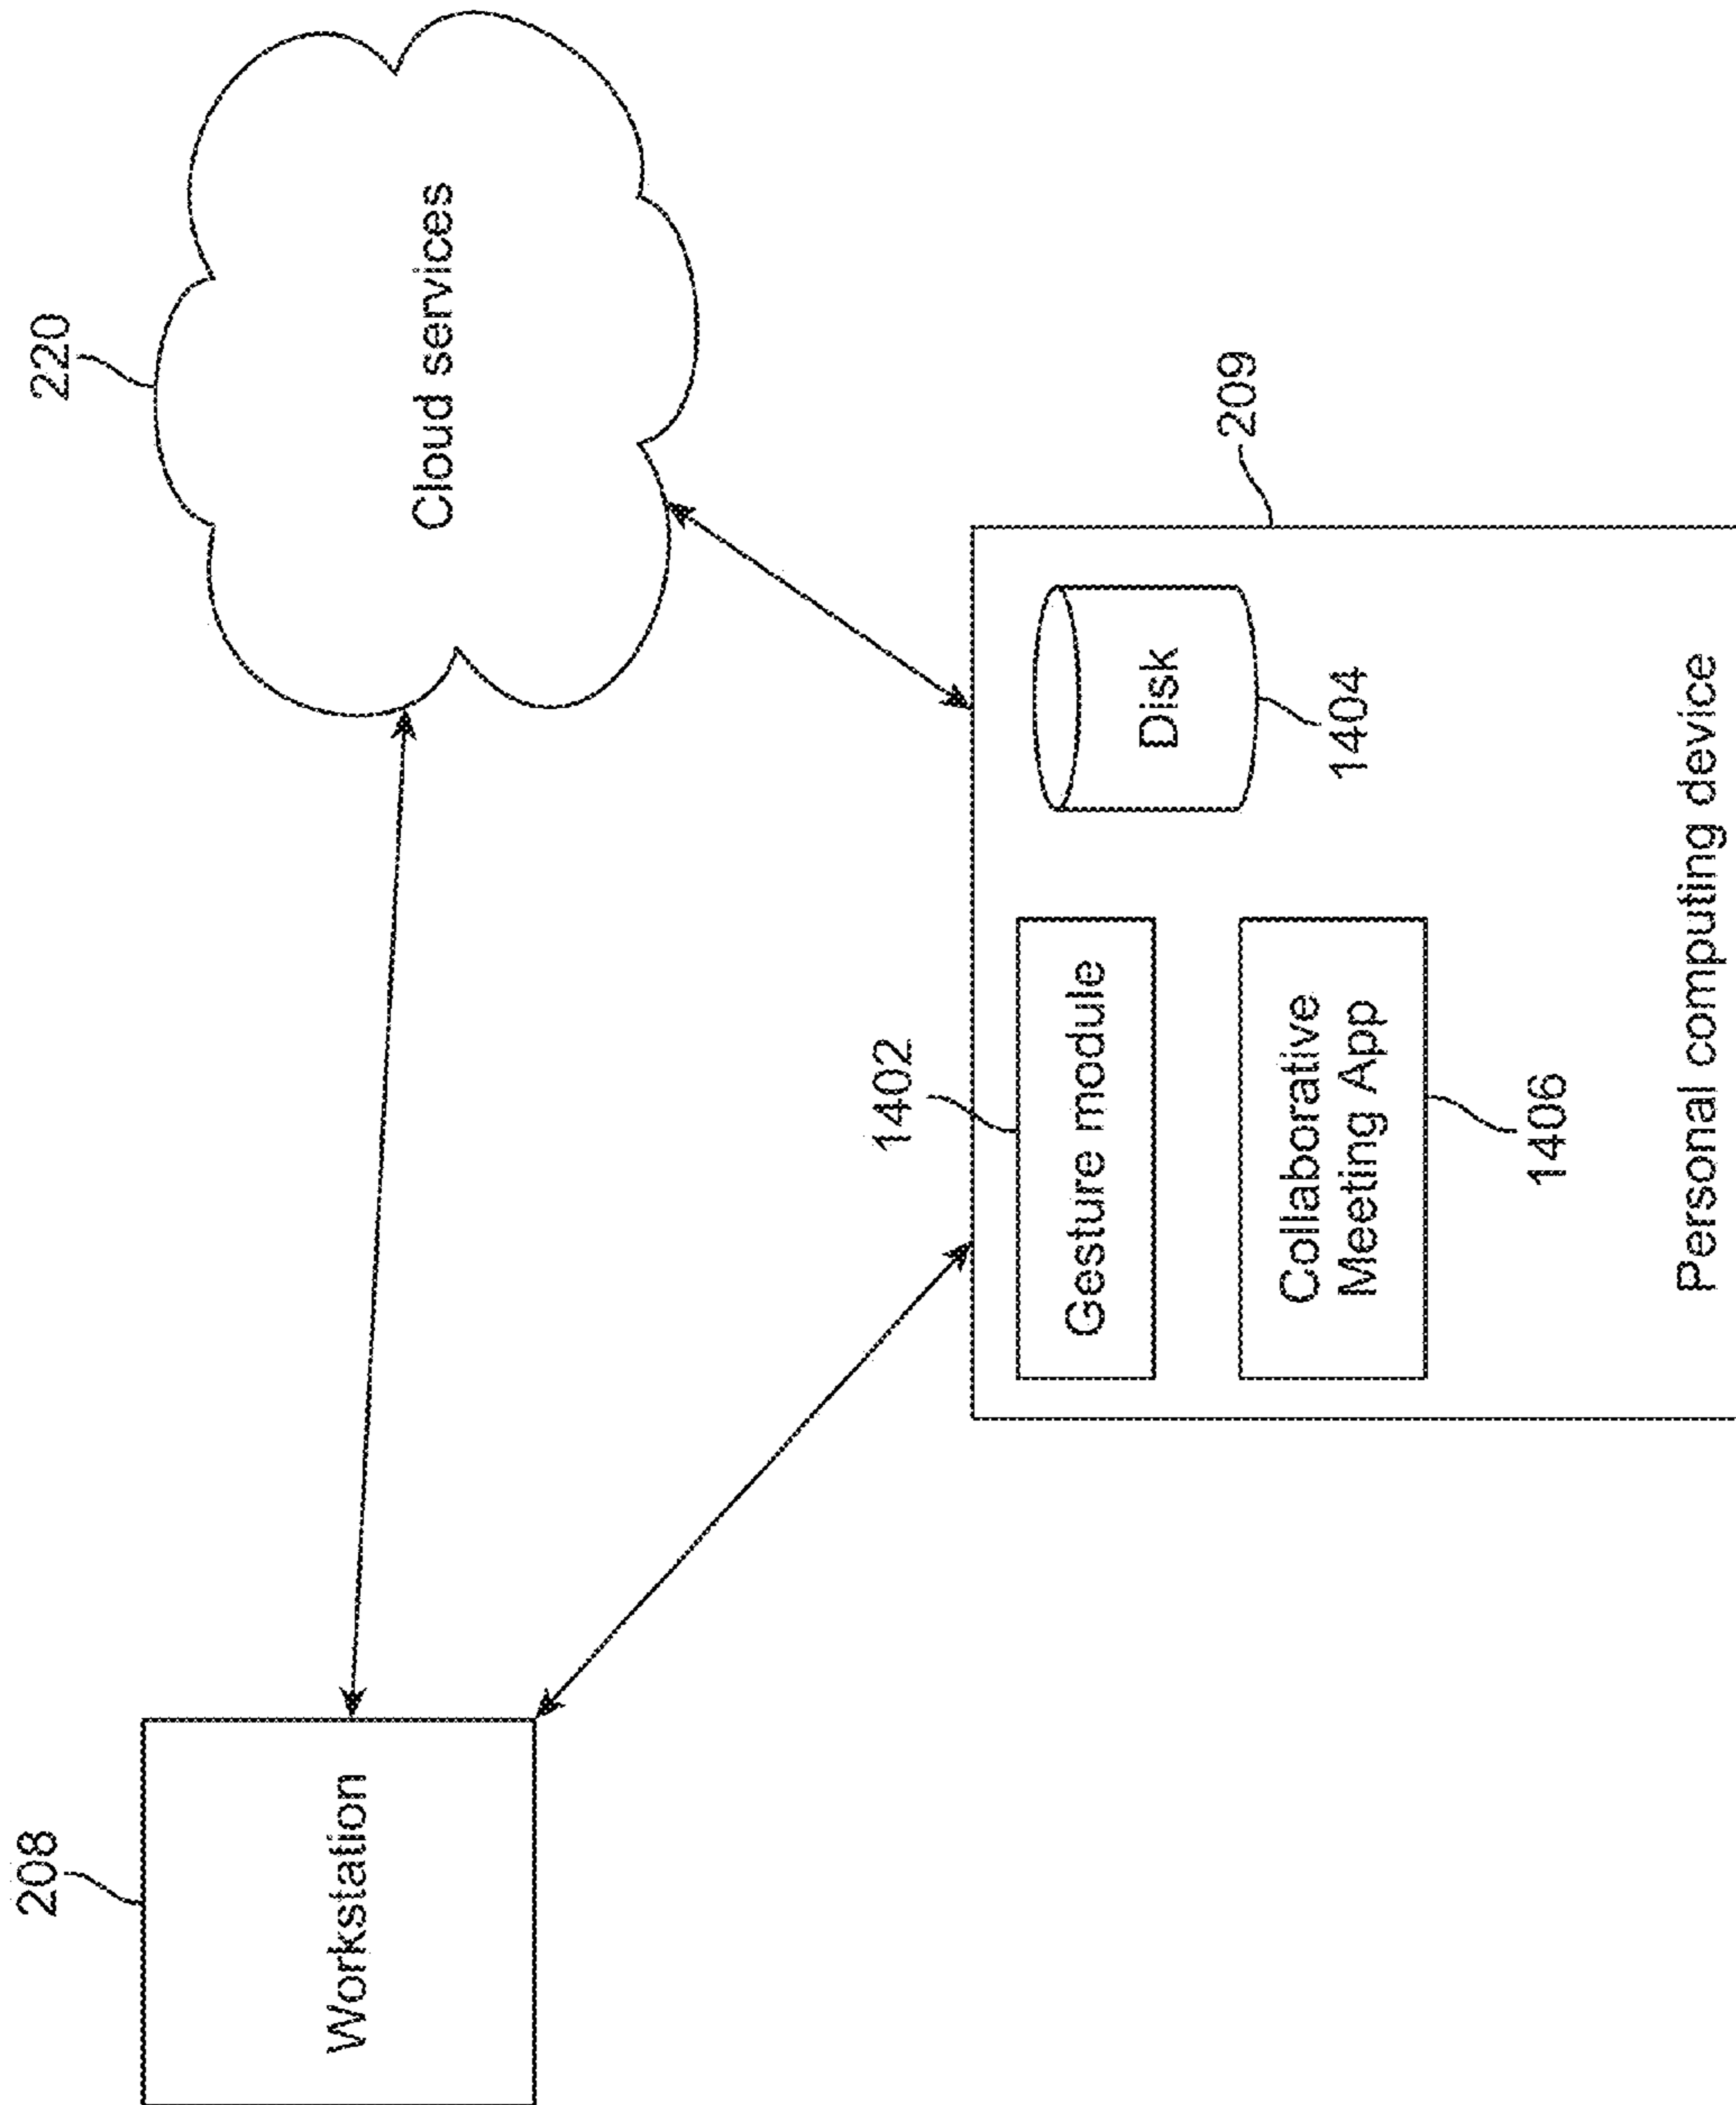 208
Workstation
220
Cloud services
1402
209
Gesture module
Disk
1404
Collaborative
Meeting App
1406
Personal computing device